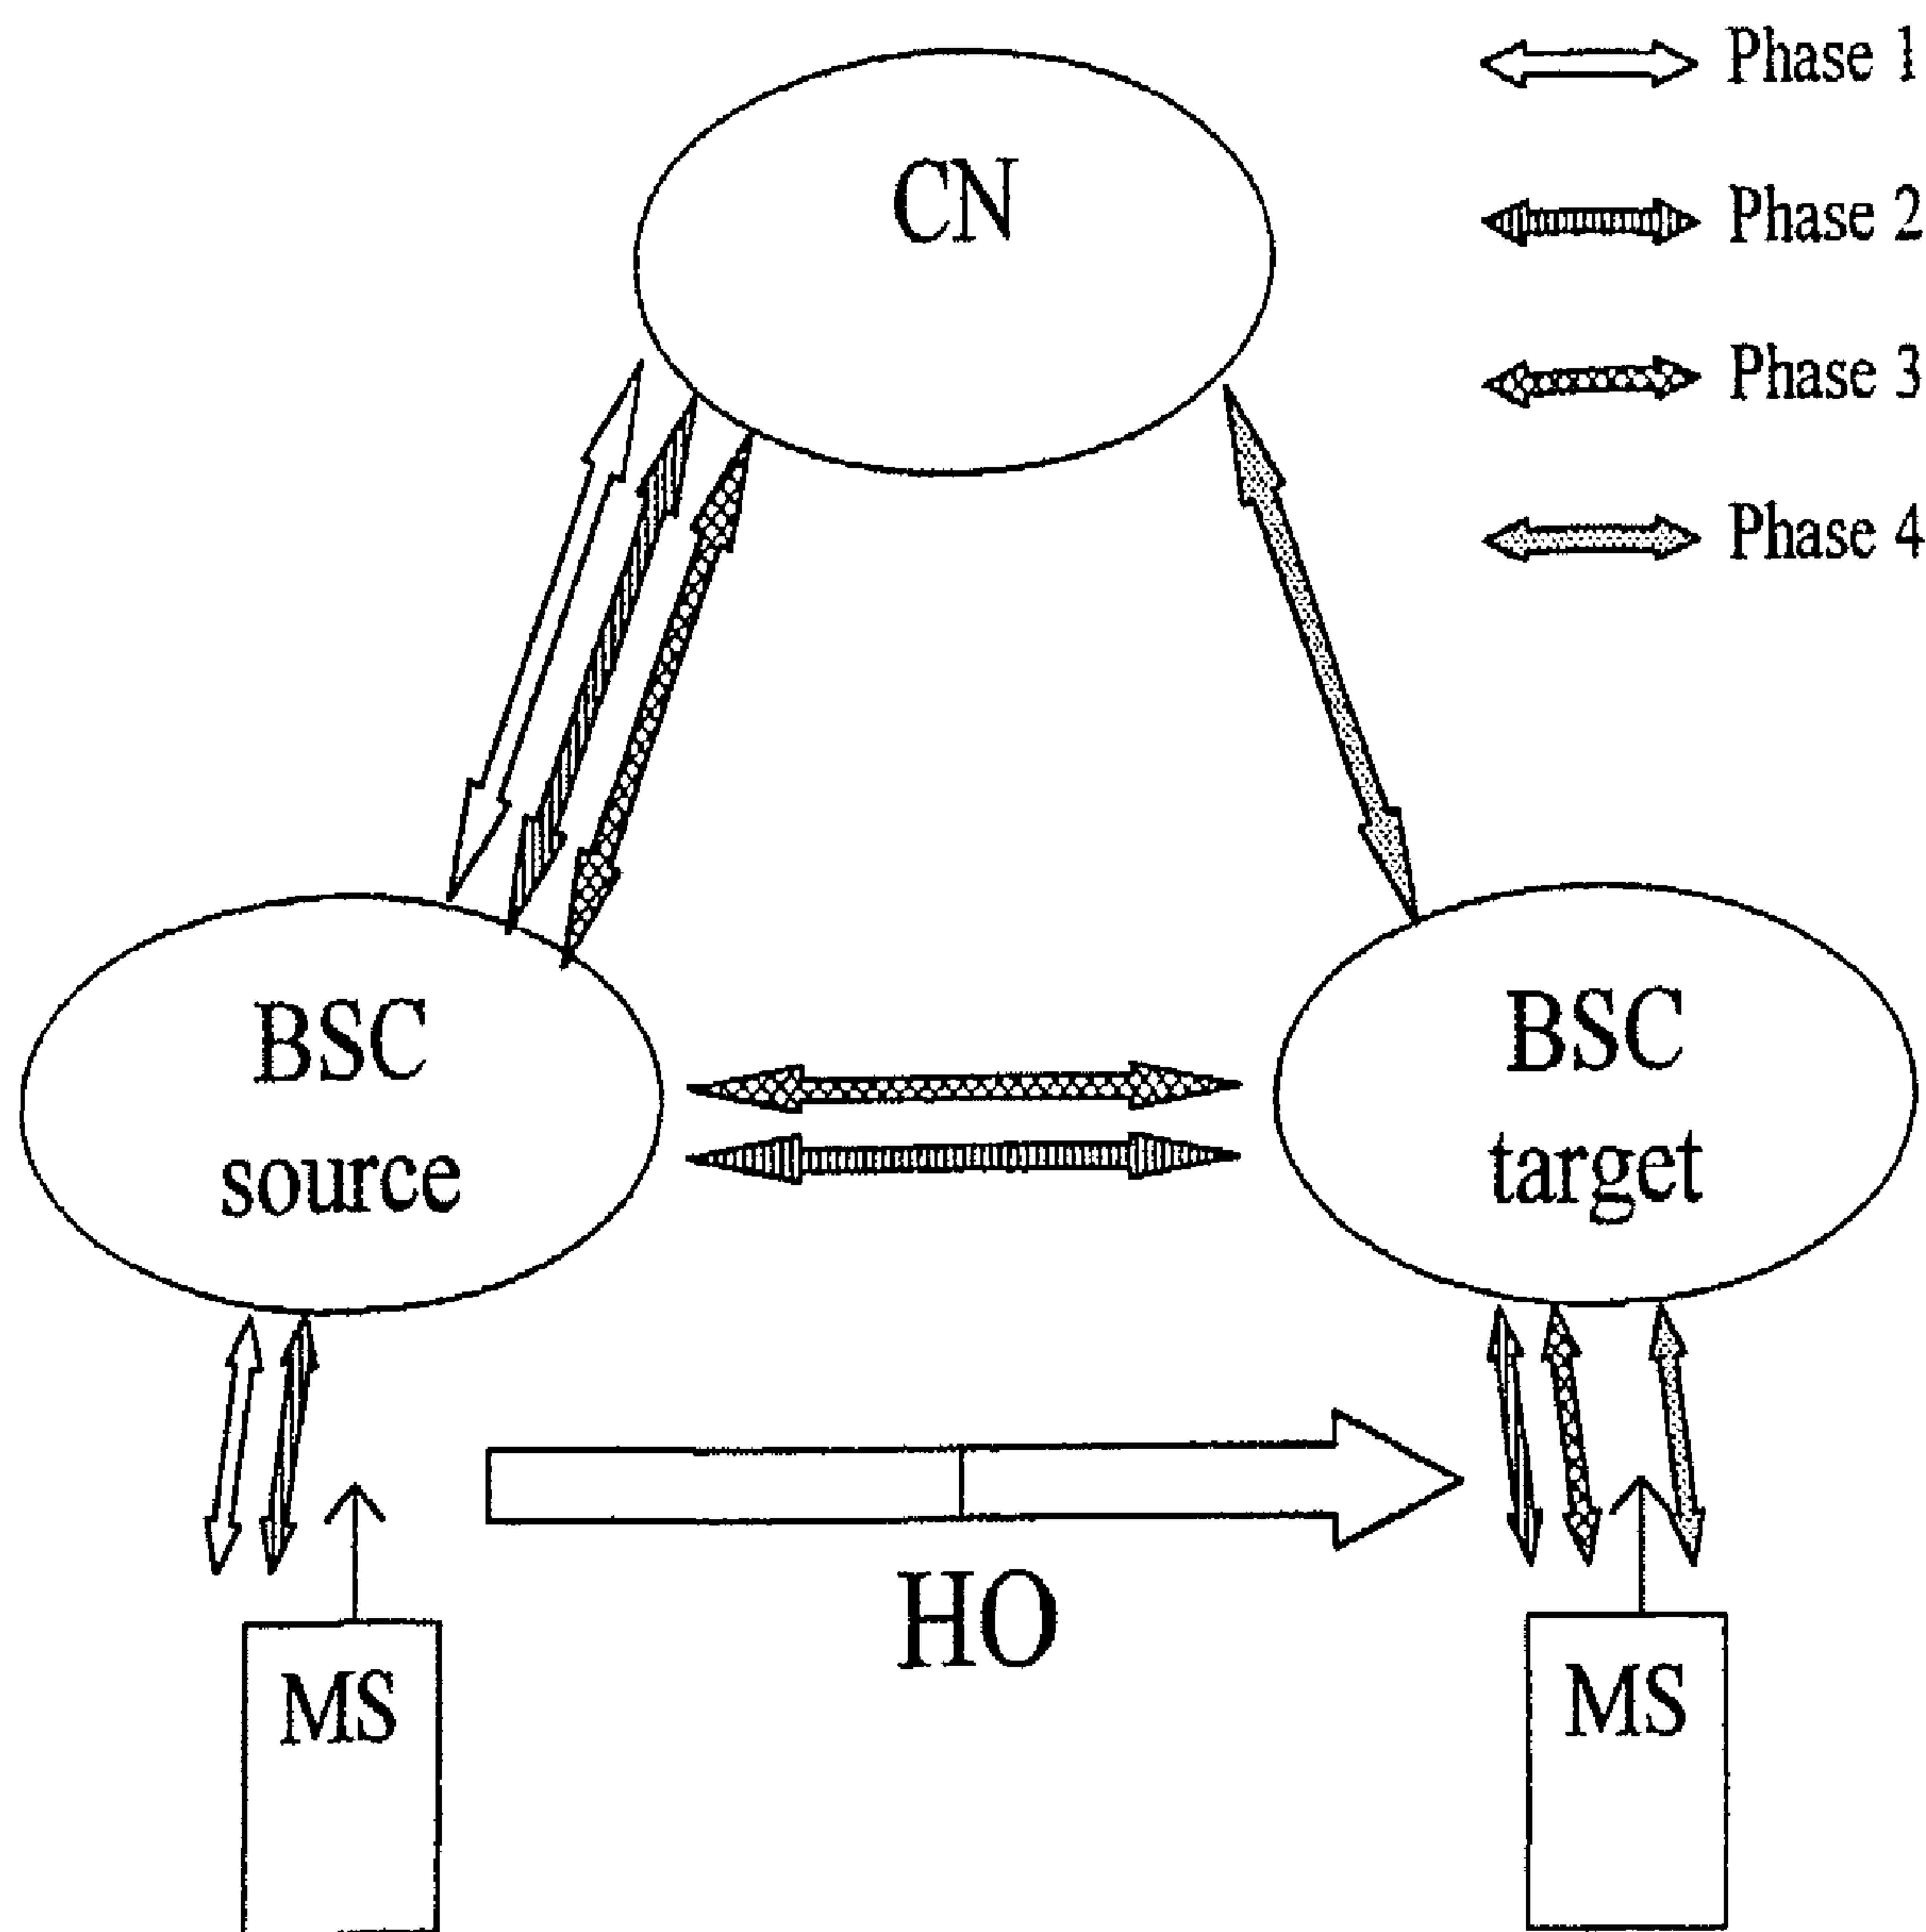 Phase 1
CN
Phase 2
Phase 3
Phase 4
BSC
source
BSC
target
HO
MS
MS